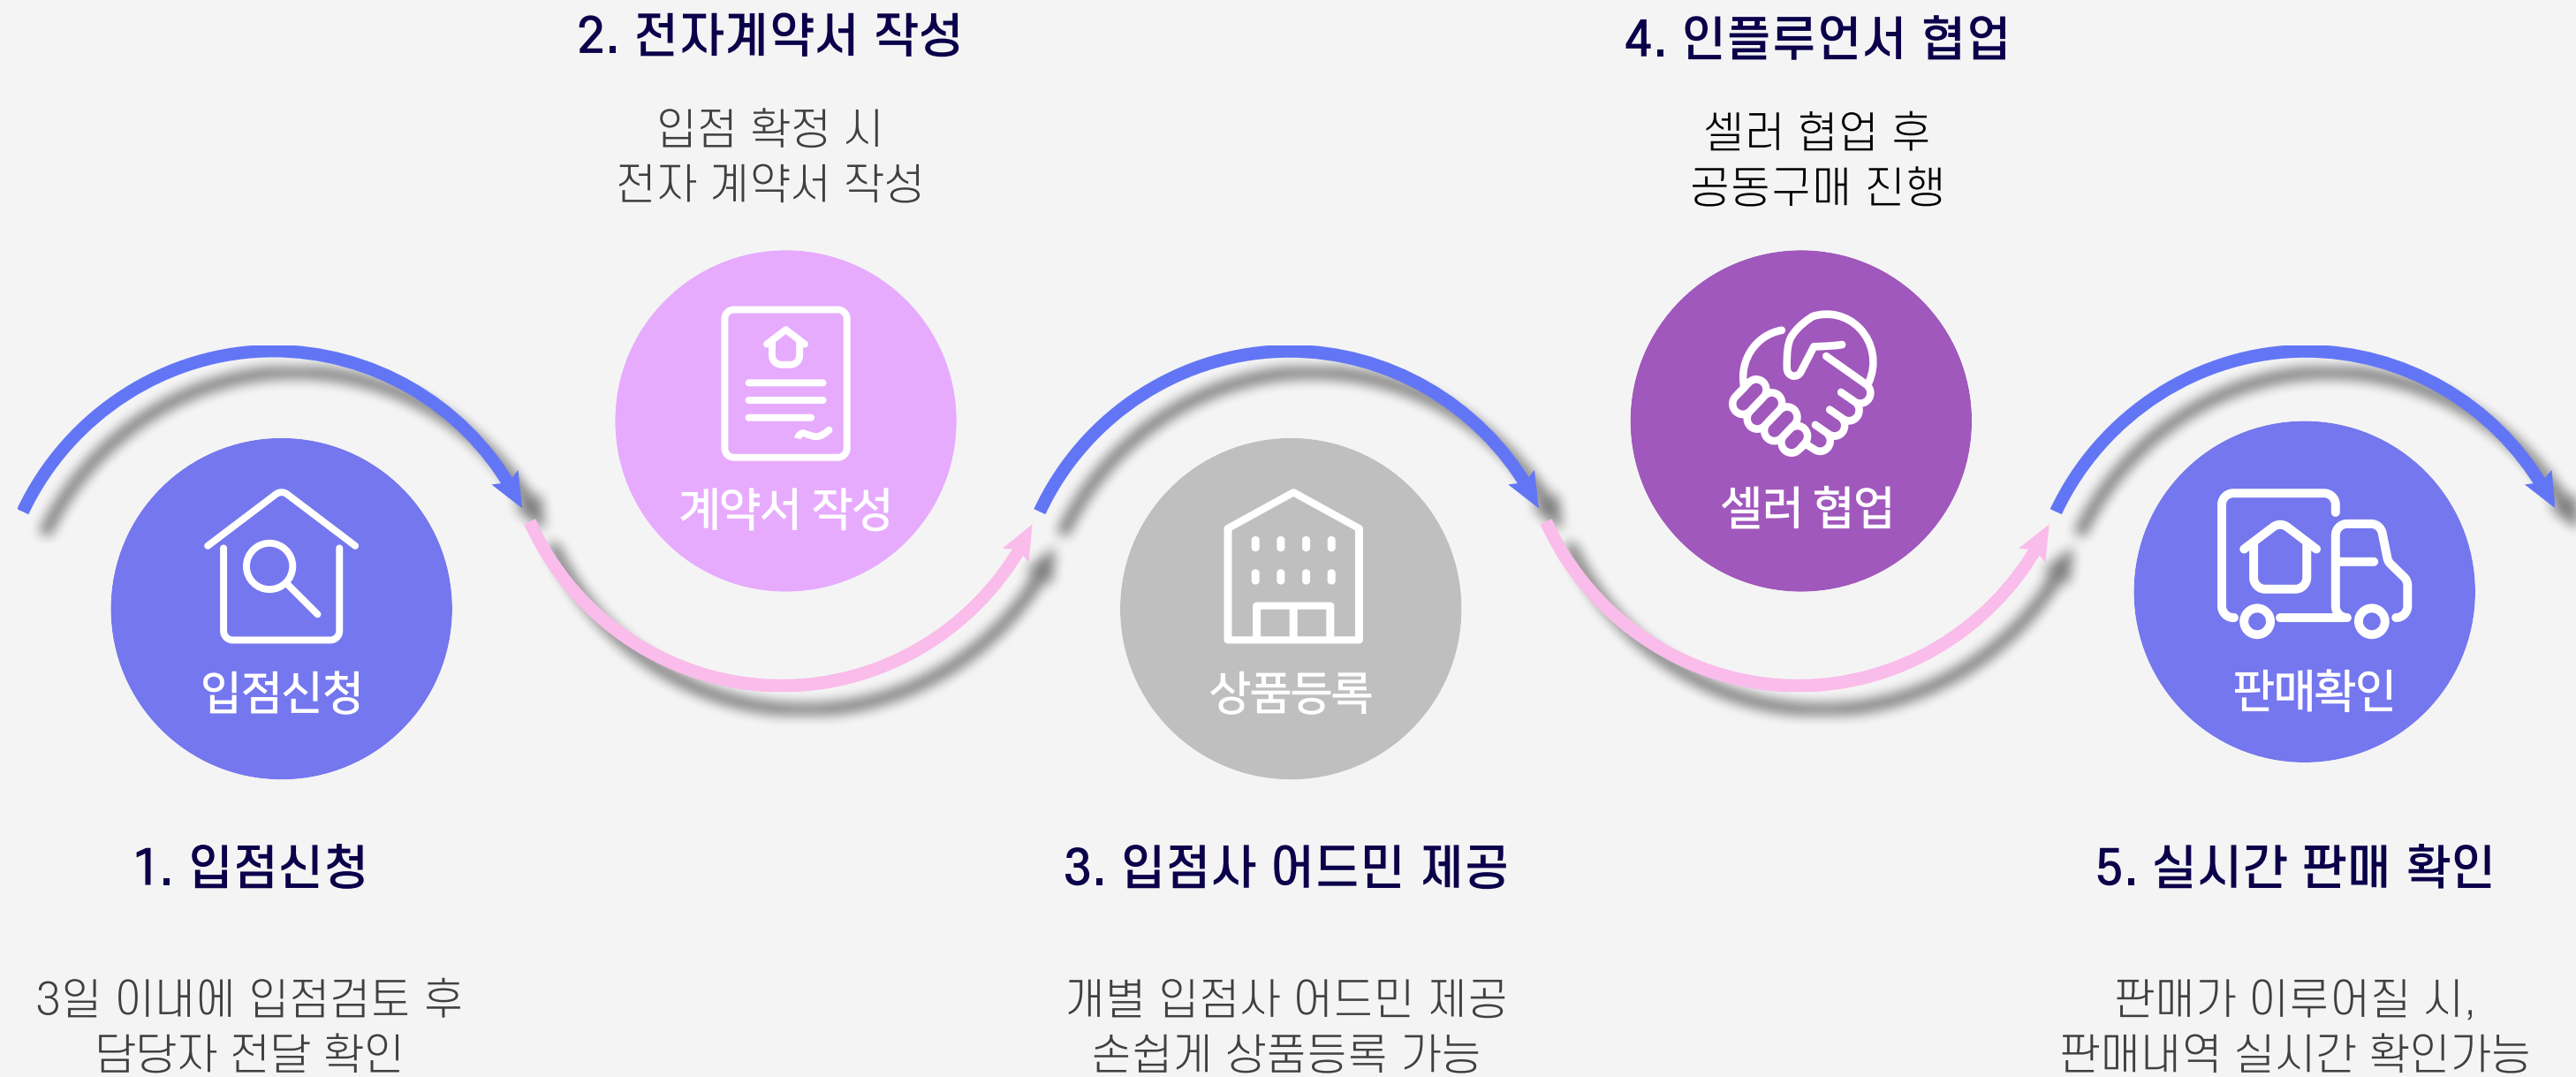 2. 전자계약서 작성
입점 확정 시
전자 계약서 작성
계약서 작성
4. 인플루언서 협업
셀러 협업 후
공동구매 진행
셀러 협업
입점신청
1. 입점신청
3일 이내에 입점검토 후
담당자 전달 확인
상품등록
3. 입점사 어드민 제공
개별 입점사 어드민 제공
손쉽게 상품등록 가능
판매확인
5. 실시간 판매 확인
판매가 이루어질 시,
판매내역 실시간 확인가능